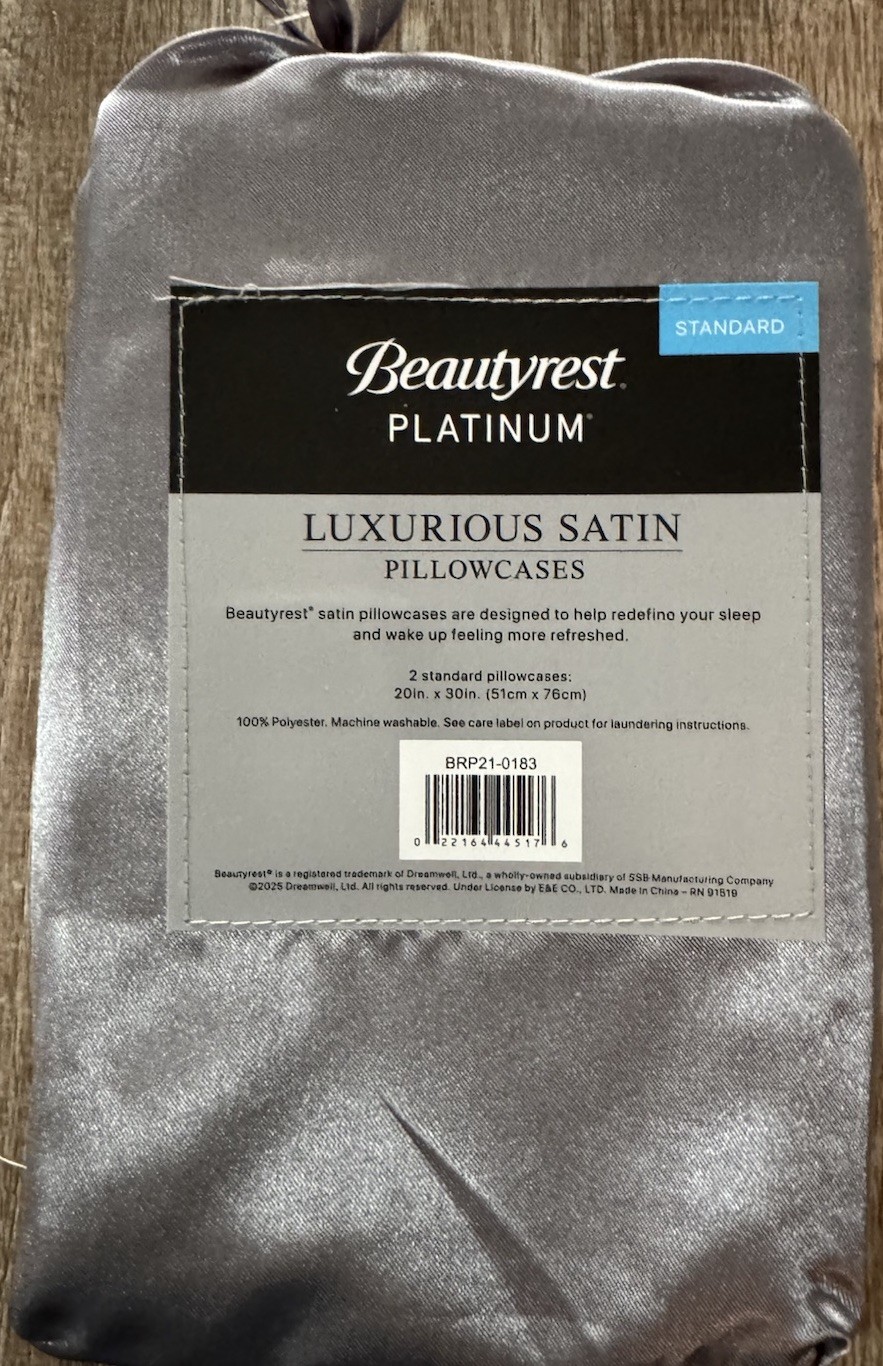 STANDARD
Beautyrest®
PLATINUM®
LUXURIOUS SATIN
PILLOWCASES
Beautyrest® satin pillowcases are designed to help redefine your sleep
and wake up feeling more refreshed.
2 standard pillowcases:
20in. x 30in. (51cm x 76cm)
100% Polyester. Machine washable. See care label on product for laundering instructions.
BRP21-0183
0 22164 44517 6
Beautyrest® is a registered trademark of Dreamwell, Ltd., a wholly-owned subsidiary of SSB Manufacturing Company
©2025 Dreamwell, Ltd. All rights reserved. Under License by E&E CO., LTD. Made in China – RN 91519